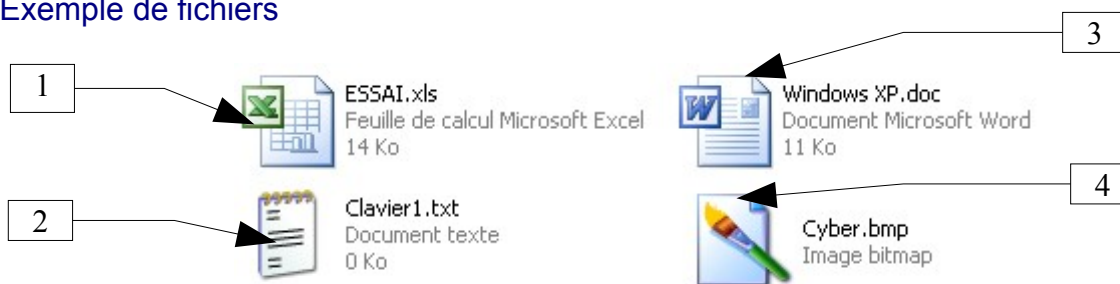 Exemple de fichiers
3
1
ESSAI.xls
Feuille de calcul Microsoft Excel
14 Ko
Windows XP.doc
Document Microsoft Word
11 Ko
4
2
Clavier1.txt
Document texte
0 Ko
Cyber.bmp
Image bitmap